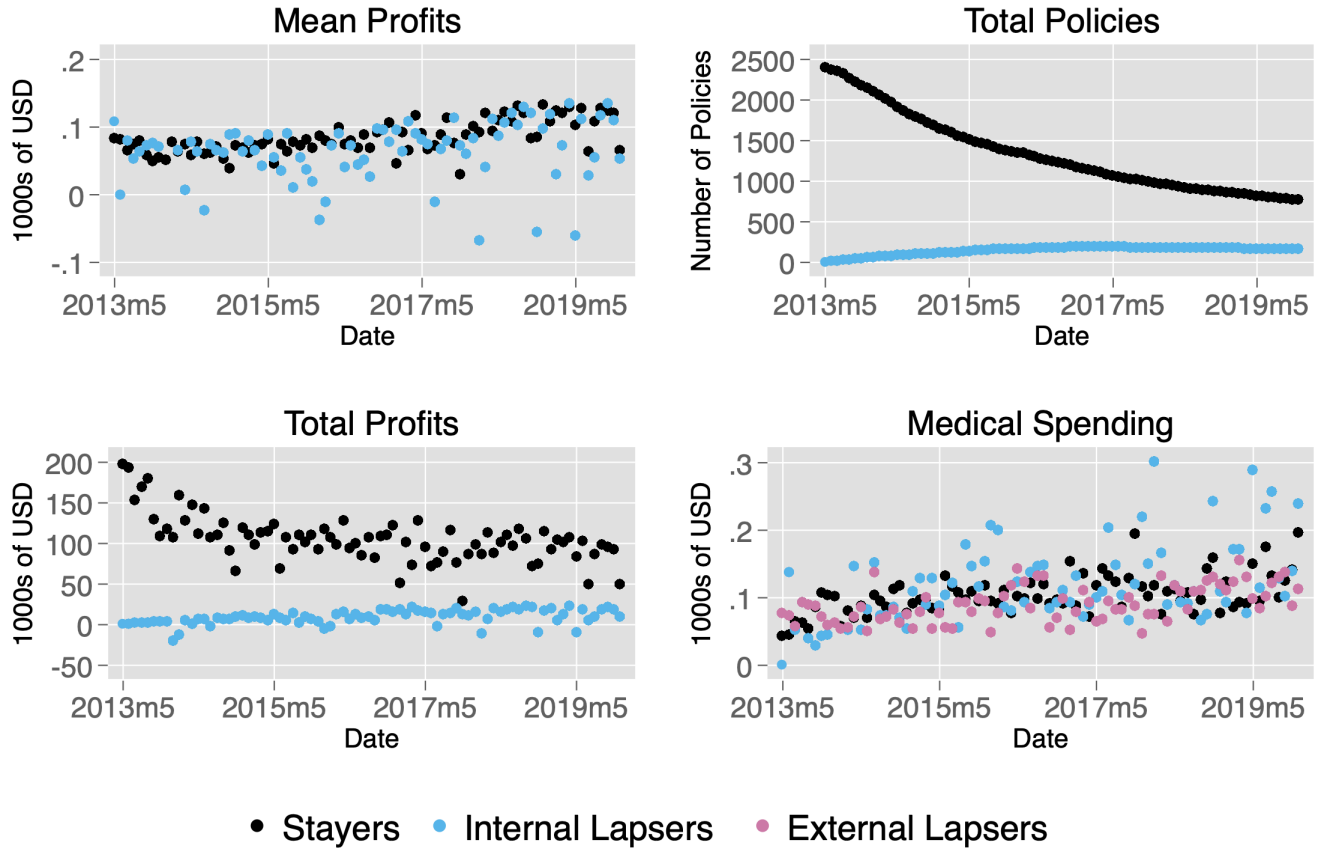 Mean Profits
1000s of USD
.2
.1
0
-.1
2013m5 2015m5 2017m5 2019m5
Date
Total Policies
Number of Policies
2500
2000
1500
1000
500
0
2013m5 2015m5 2017m5 2019m5
Date
Total Profits
1000s of USD
200
150
100
50
0
-50
2013m5 2015m5 2017m5 2019m5
Date
Medical Spending
1000s of USD
.3
.2
.1
0
2013m5 2015m5 2017m5 2019m5
Date
Stayers Internal Lapsers External Lapsers